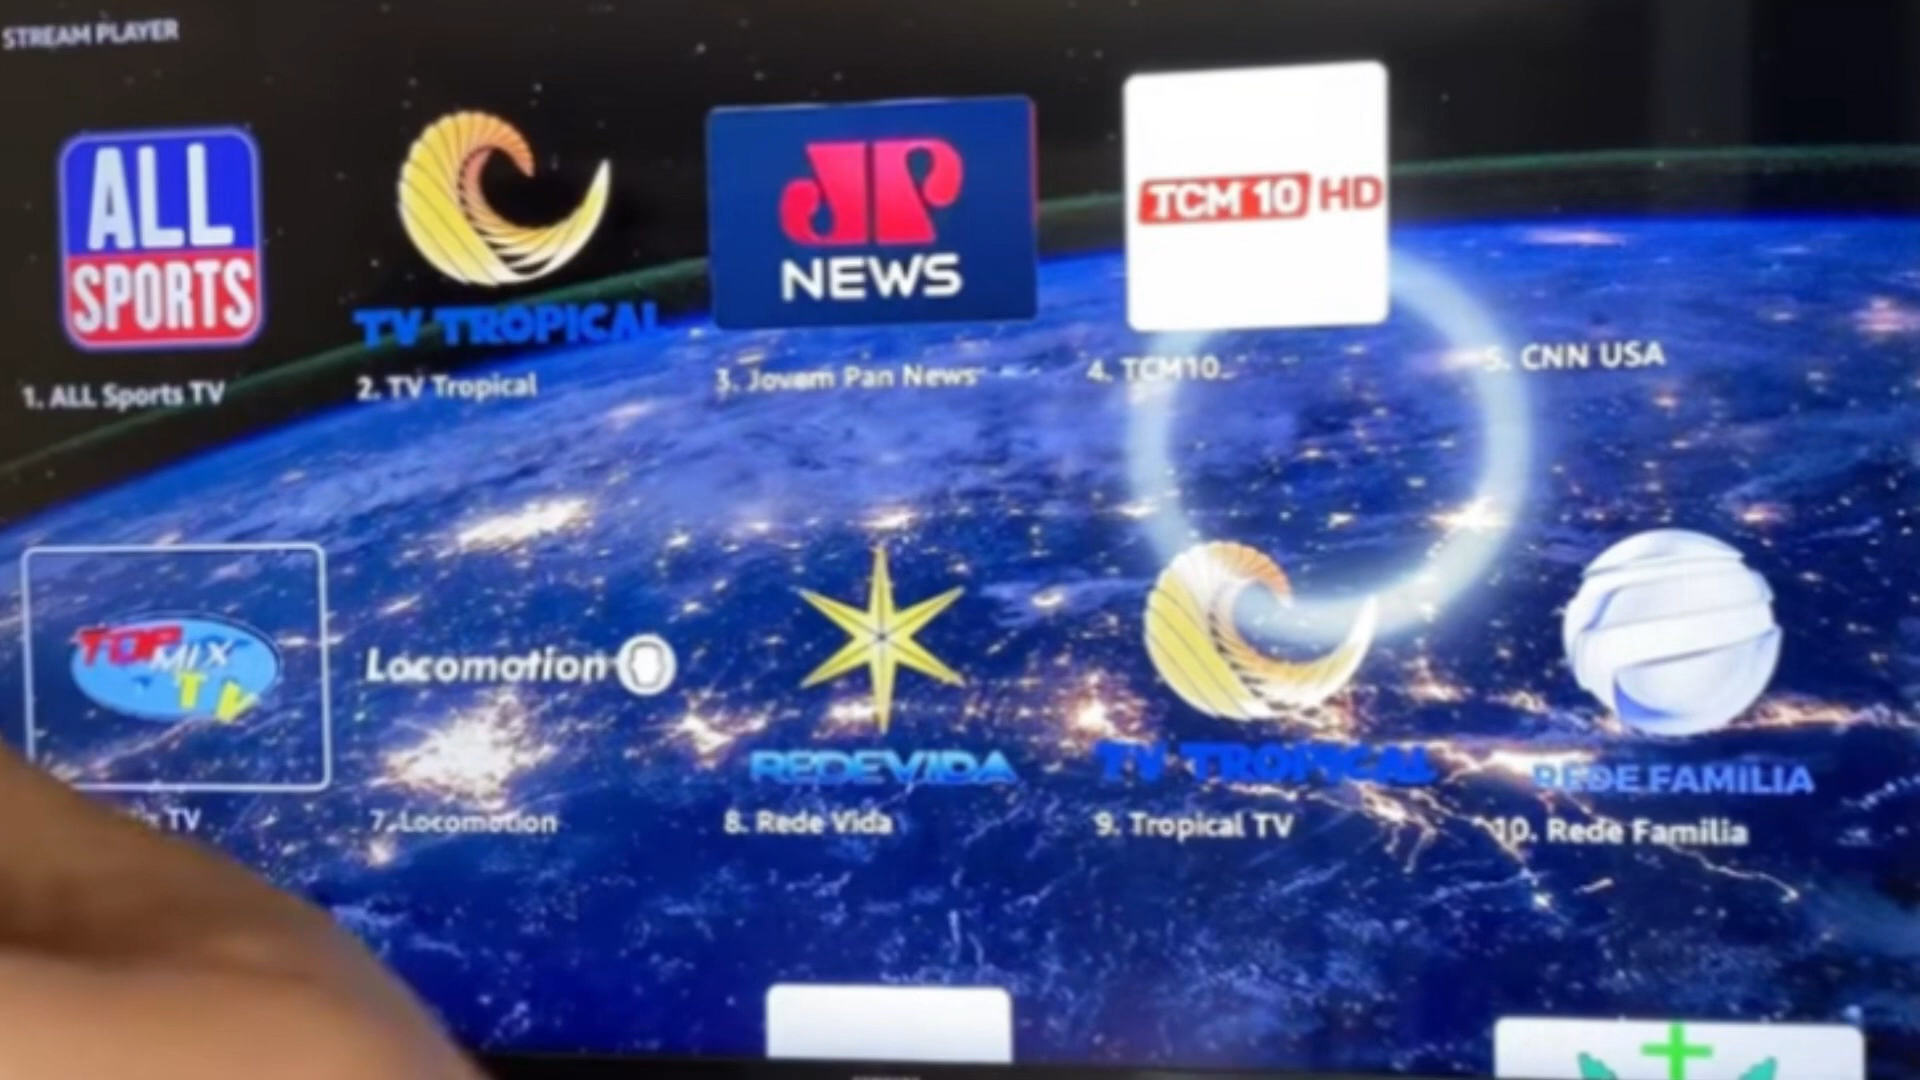 STREAM PLAYER
ALL
SPORTS
TV TROPICAL
JP
NEWS
TCM 10 HD
1. ALL Sports TV
2. TV Tropical
3. Jovem Pan News
4. TCM10
5. CNN USA
TOP
MIX
TV
Locomotion
REDEVIDA
TV TROPICAL
REDE FAMÍLIA
TV
7. Locomotion
8. Rede Vida
9. Tropical TV
10. Rede Familia